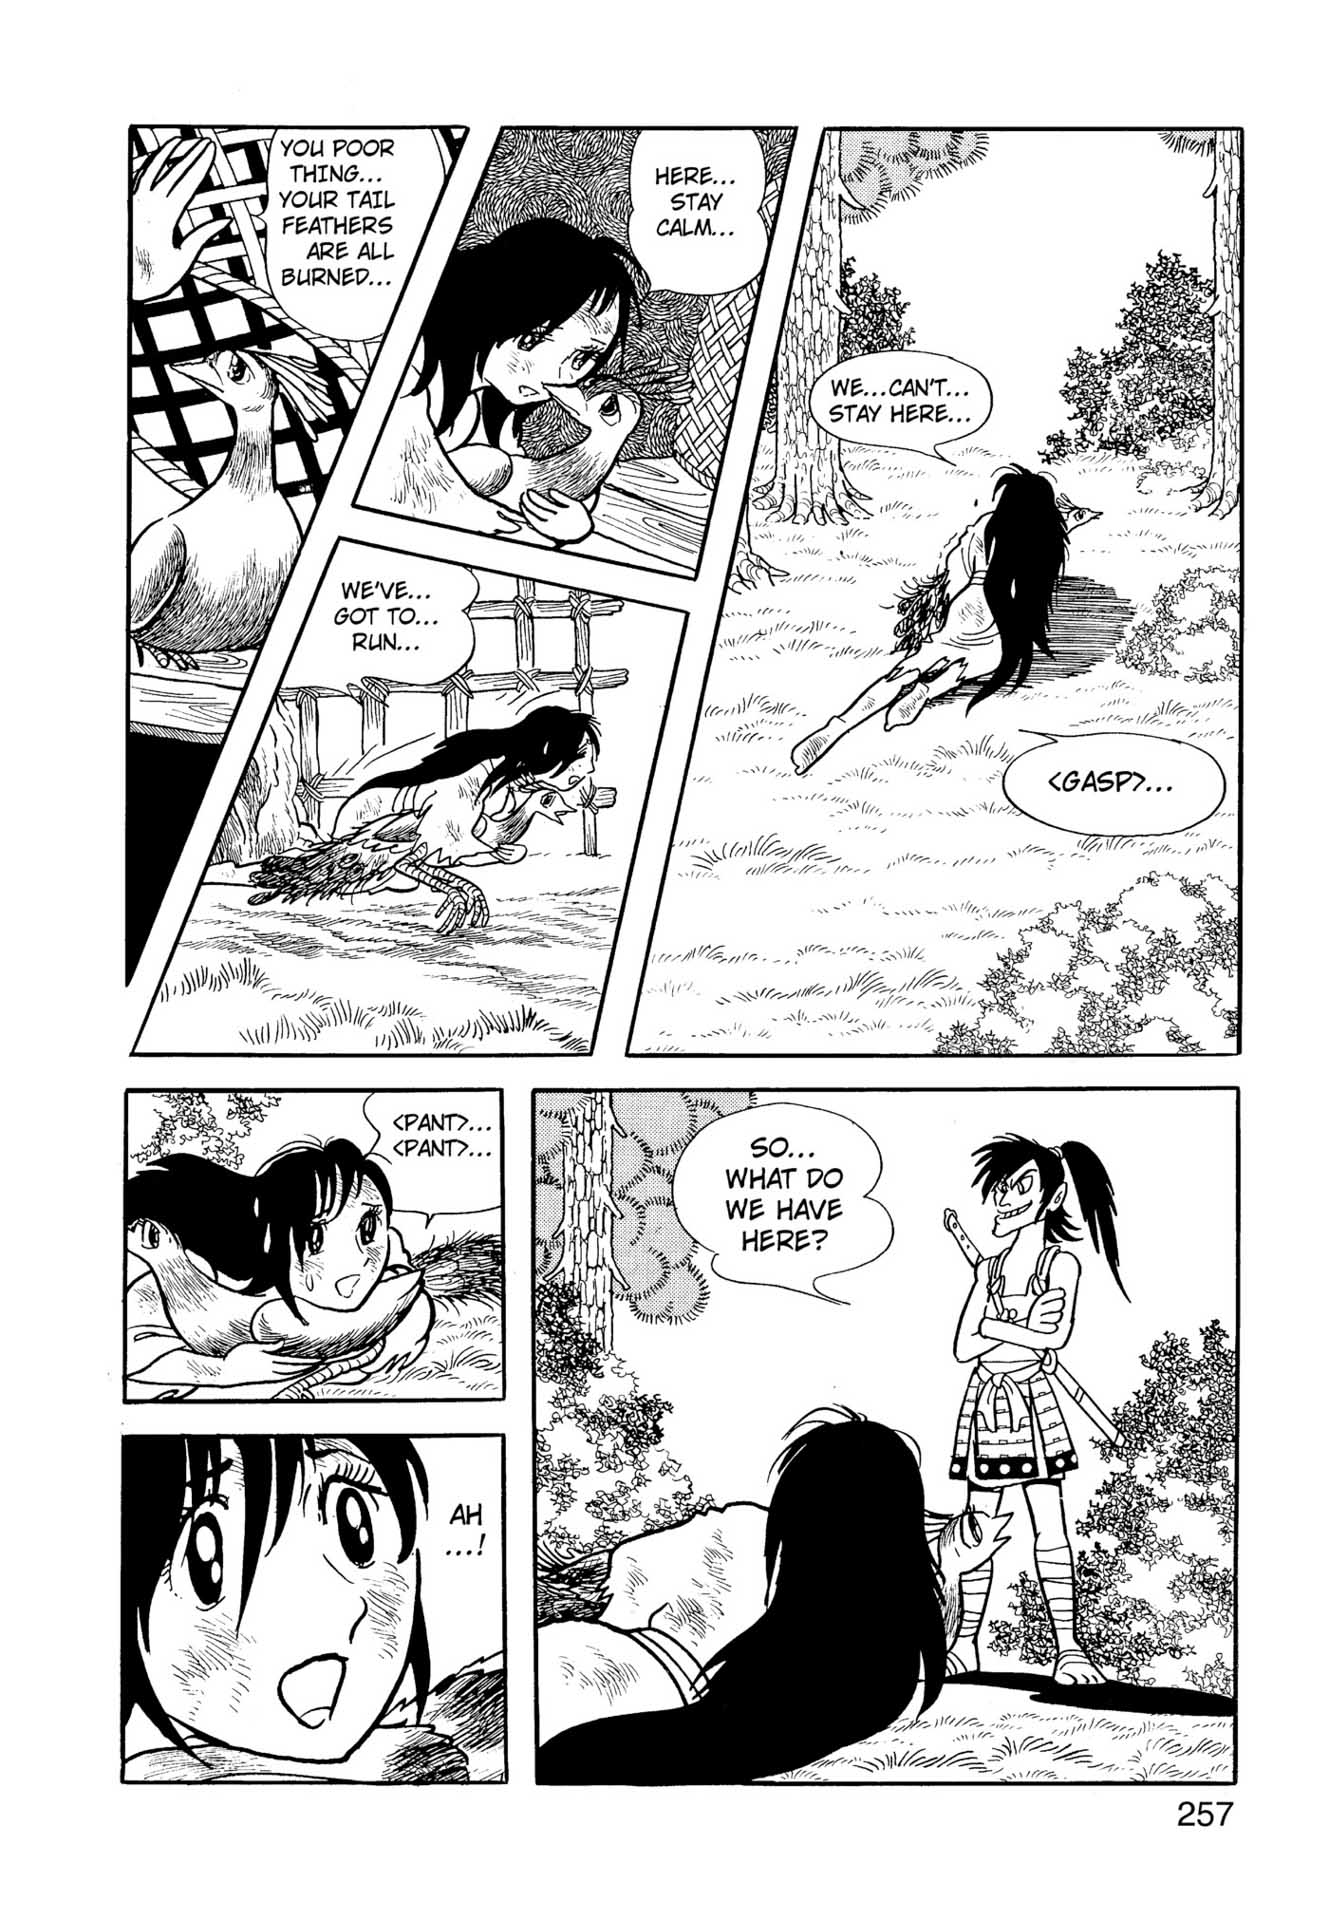 YOU POOR
THING...
YOUR TAIL
FEATHERS
ARE ALL
BURNED...
HERE...
STAY
CALM...
WE'VE...
GOT TO...
RUN...
WE...CAN'T...
STAY HERE...
<GASP>...
<PANT>...
<PANT>...
AH
...!
SO...
WHAT DO
WE HAVE
HERE?
257